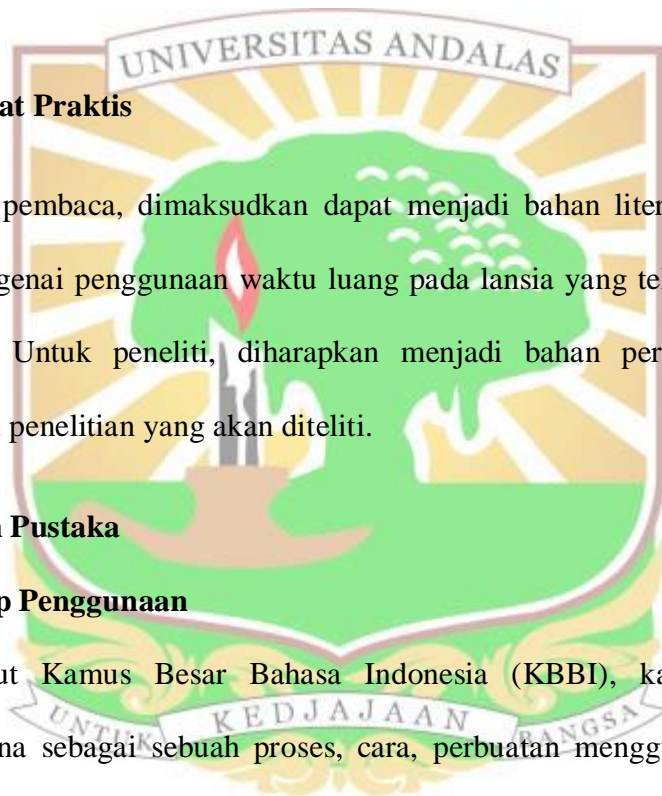 UNIVERSITAS ANDALAS
at Praktis
pembaca, dimaksudkan dapat menjadi bahan liter
genai penggunaan waktu luang pada lansia yang tel
Untuk peneliti, diharapkan menjadi bahan per
penelitian yang akan diteliti.
n Pustaka
p Penggunaan
ut Kamus Besar Bahasa Indonesia (KBBI), ka
na sebagai sebuah proses, cara, perbuatan mengg
UNTUK KEDJAJAAN BANGSA